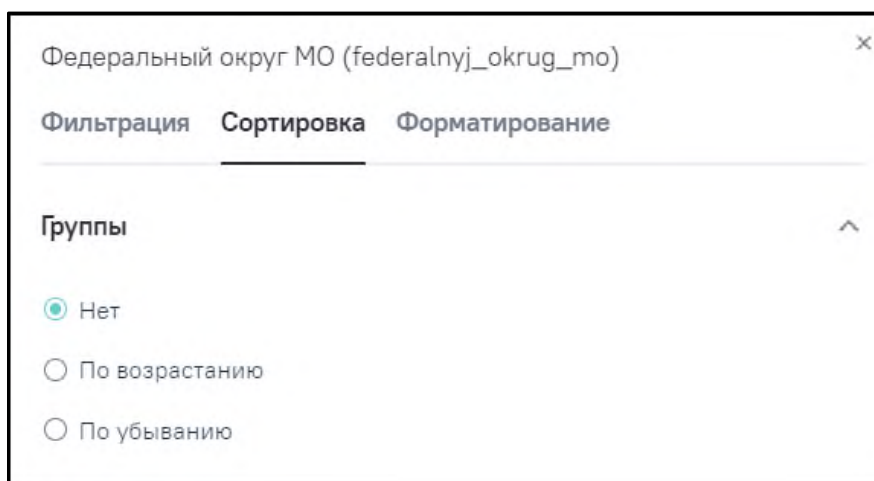 Федеральный округ МО (federalnyj_okrug_mo)
Фильтрация Сортировка Форматирование
Группы
Нет
По возрастанию
По убыванию